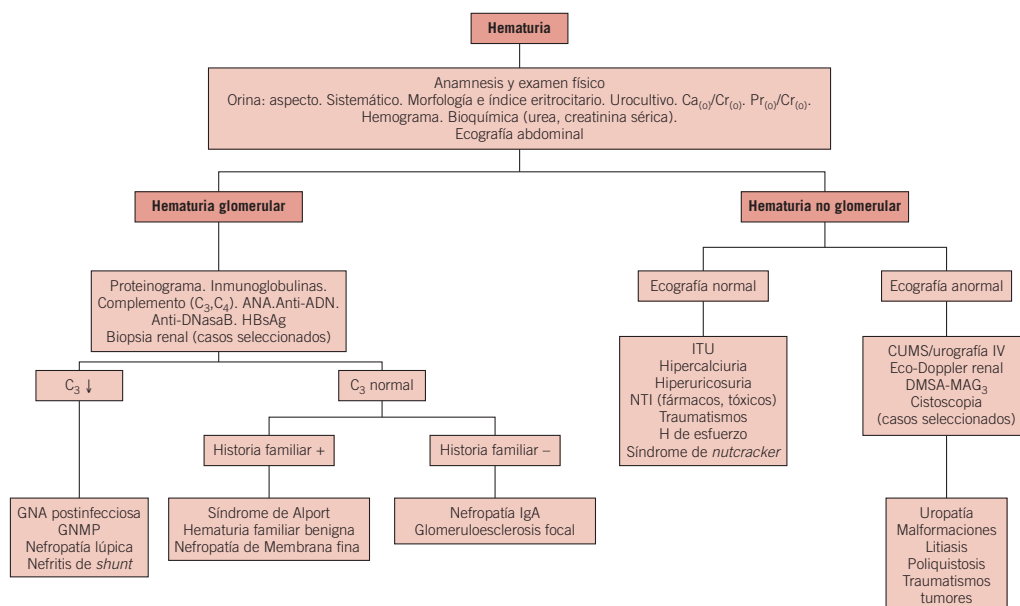 Hematuria
Anamnesis y examen físico
Orina: aspecto. Sistemático. Morfología e índice eritrocitario. Urocultivo. Ca(o)/Cr(o). Pr(o)/Cr(o).
Hemograma. Bioquímica (urea, creatinina sérica).
Ecografía abdominal
Hematuria glomerular
Hematuria no glomerular
Proteinograma. Inmunoglobulinas.
Complemento (C3,C4). ANA.Anti-ADN.
Anti-DNasaB. HBsAg
Biopsia renal (casos seleccionados)
Ecografía normal
Ecografía anormal
C3 ↓
C3 normal
ITU
Hipercalciuria
Hiperuricosuria
NTI (fármacos, tóxicos)
Traumatismos
H de esfuerzo
Síndrome de nutcracker
CUMS/urografía IV
Eco-Doppler renal
DMSA-MAG3
Cistoscopia
(casos seleccionados)
Historia familiar +
Historia familiar –
GNA postinfecciosa
GNMP
Nefropatía lúpica
Nefritis de shunt
Síndrome de Alport
Hematuria familiar benigna
Nefropatía de Membrana fina
Nefropatía IgA
Glomeruloesclerosis focal
Uropatía
Malformaciones
Litiasis
Poliquistosis
Traumatismos
tumores